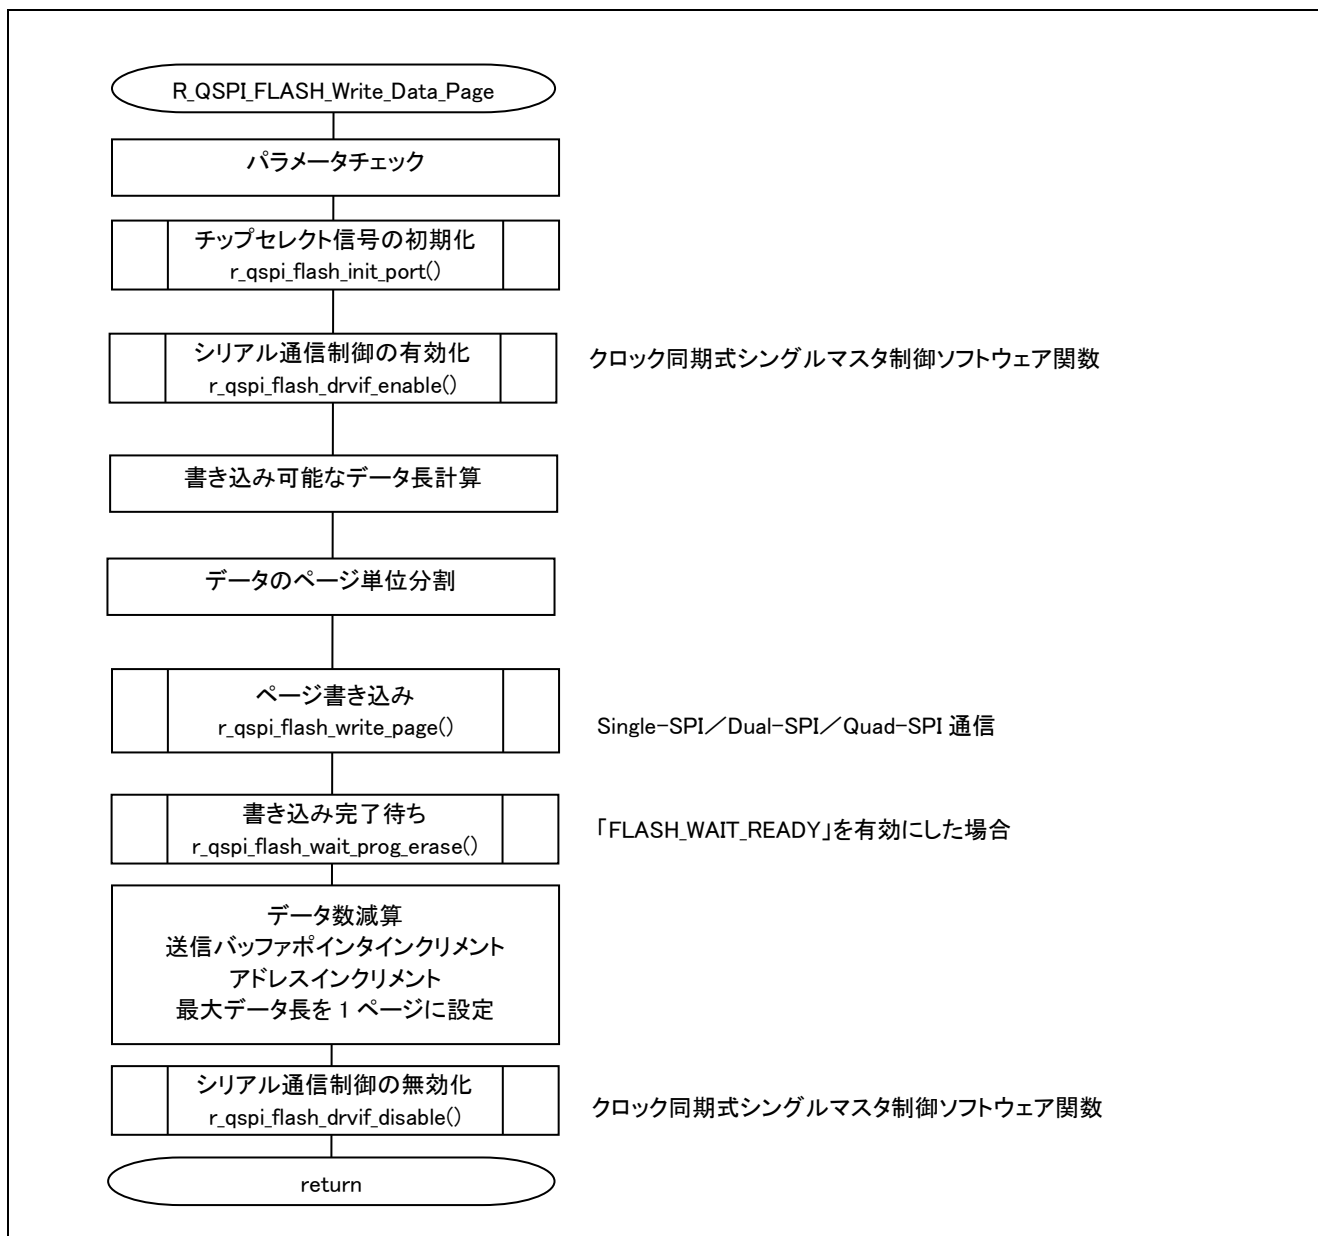 R_QSPI_FLASH_Write_Data_Page
パラメータチェック
チップセレクト信号の初期化
r_qspi_flash_init_port()
シリアル通信制御の有効化
r_qspi_flash_drvif_enable()
クロック同期式シングルマスタ制御ソフトウェア関数
書き込み可能なデータ長計算
データのページ単位分割
ページ書き込み
r_qspi_flash_write_page()
Single-SPI／Dual-SPI／Quad-SPI 通信
書き込み完了待ち
r_qspi_flash_wait_prog_erase()
「FLASH_WAIT_READY」を有効にした場合
データ数減算
送信バッファポインタインクリメント
アドレスインクリメント
最大データ長を 1 ページに設定
シリアル通信制御の無効化
r_qspi_flash_drvif_disable()
クロック同期式シングルマスタ制御ソフトウェア関数
return